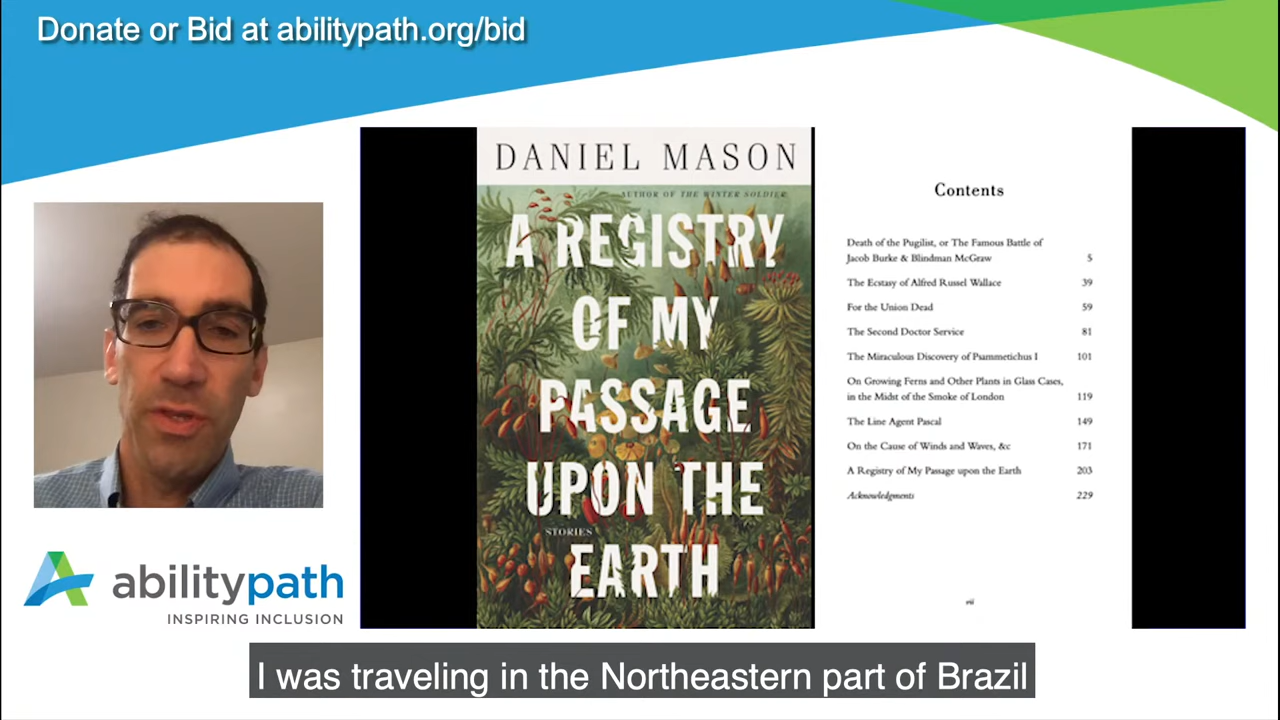 Donate or Bid at abilitypath.org/bid
DANIEL MASON
AUTHOR OF THE WINTER SOLDIER
A REGISTRY
OF MY
PASSAGE
UPON THE
STORIES
EARTH
Contents
Death of the Pugilist, or The Famous Battle of
Jacob Burke & Blindman McGraw 5
The Ecstasy of Alfred Russel Wallace 39
For the Union Dead 59
The Second Doctor Service 81
The Miraculous Discovery of Psammetichus I 101
On Growing Ferns and Other Plants in Glass Cases,
in the Midst of the Smoke of London 119
The Line Agent Pascal 149
On the Cause of Winds and Waves, &c 171
A Registry of My Passage upon the Earth 203
Acknowledgments 229
vii
abilitypath
INSPIRING INCLUSION
I was traveling in the Northeastern part of Brazil